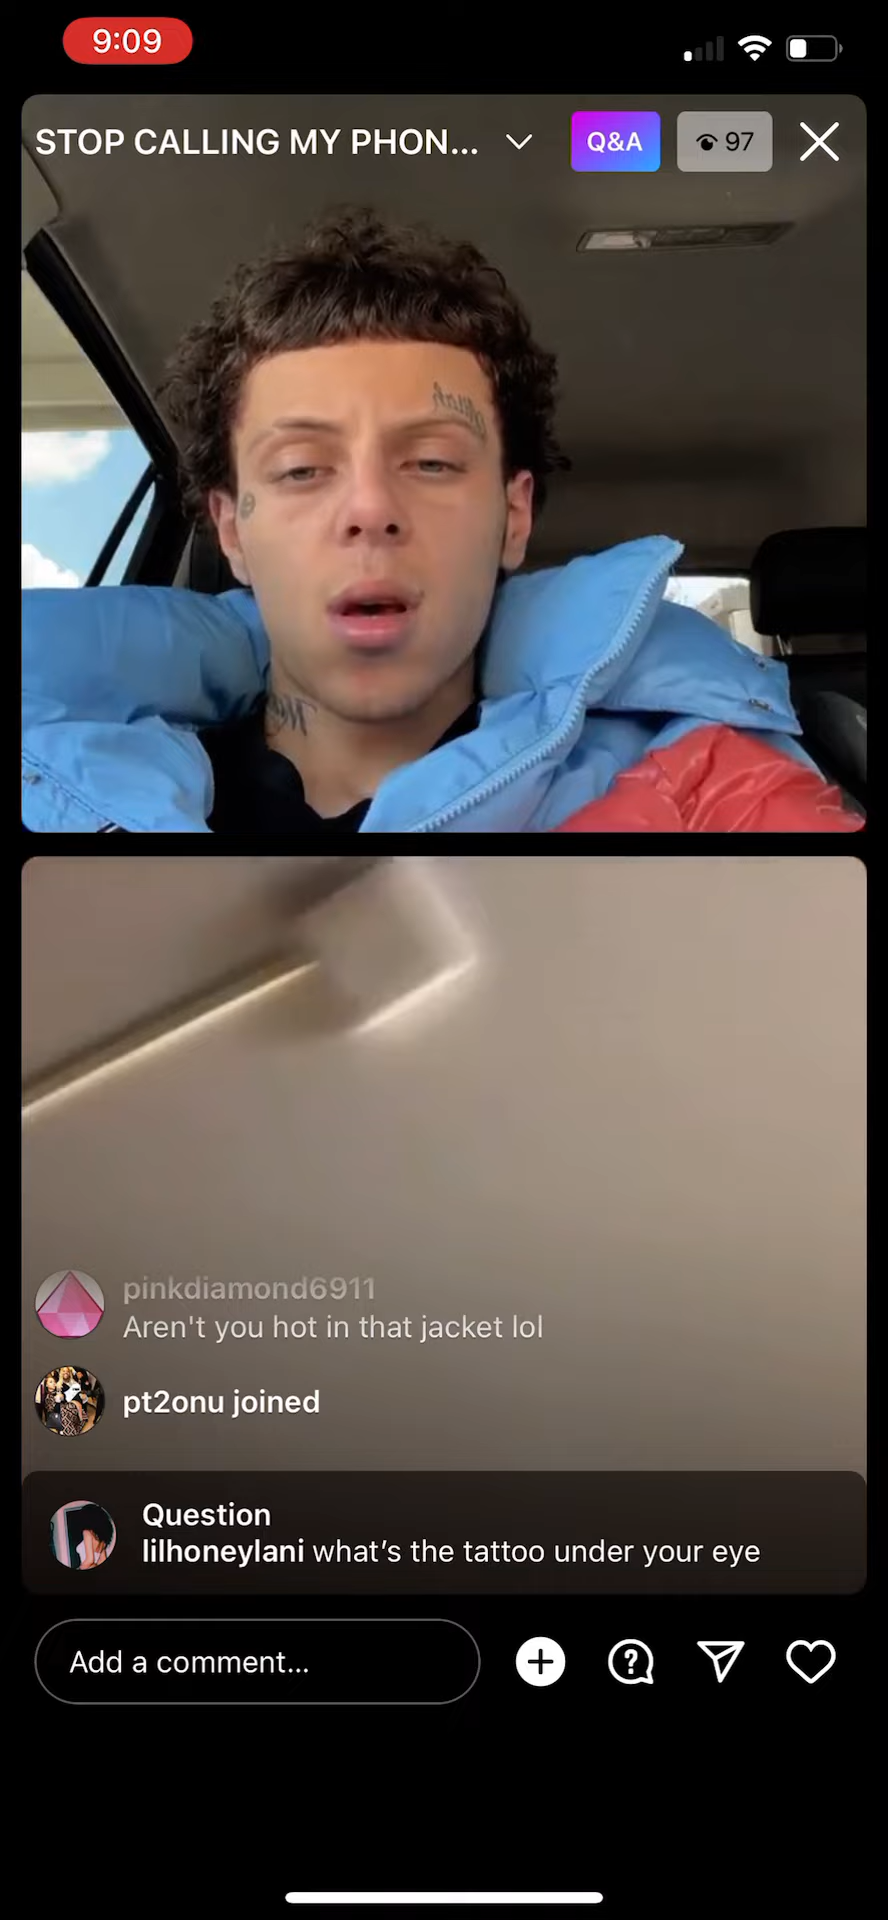 9:09
STOP CALLING MY PHON...
Q&A
97
pinkdiamond6911
Aren't you hot in that jacket lol
pt2onu joined
Question
lilhoneylani what's the tattoo under your eye
Add a comment...